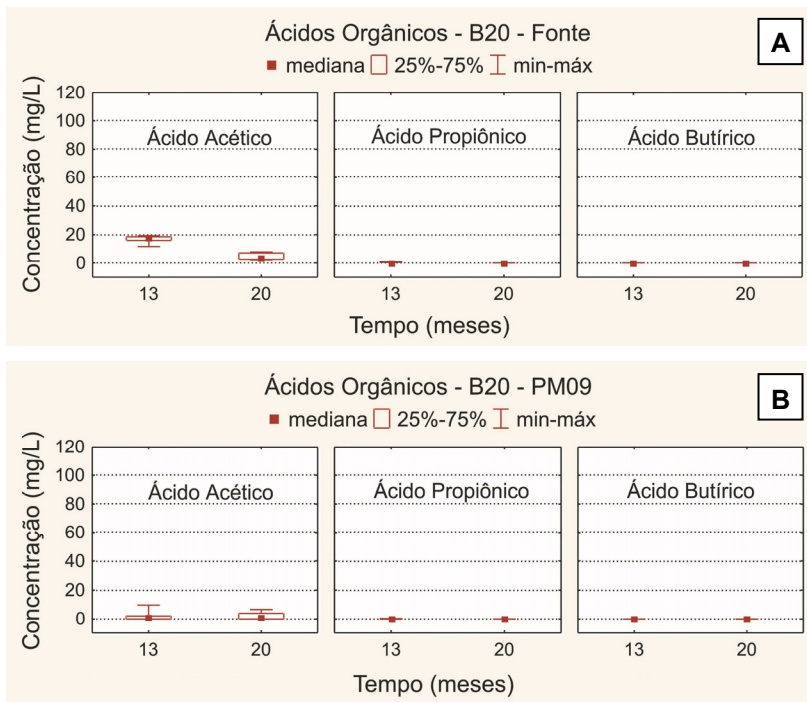 Ácidos Orgânicos - B20 - Fonte
A
mediana 25%-75% min-máx
Concentração (mg/L)
120
100
80
60
40
20
0
Ácido Acético
Ácido Propiônico
Ácido Butírico
13 20 13 20 13 20
Tempo (meses)
Ácidos Orgânicos - B20 - PM09
B
mediana 25%-75% min-máx
Concentração (mg/L)
120
100
80
60
40
20
0
Ácido Acético
Ácido Propiônico
Ácido Butírico
13 20 13 20 13 20
Tempo (meses)